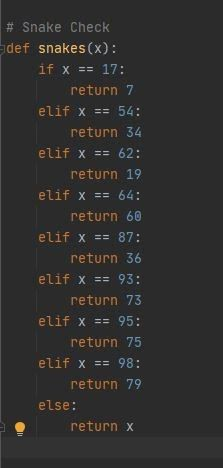 # Snake Check
def snakes(x):
    if x == 17:
        return 7
    elif x == 54:
        return 34
    elif x == 62:
        return 19
    elif x == 64:
        return 60
    elif x == 87:
        return 36
    elif x == 93:
        return 73
    elif x == 95:
        return 75
    elif x == 98:
        return 79
    else:
        return x